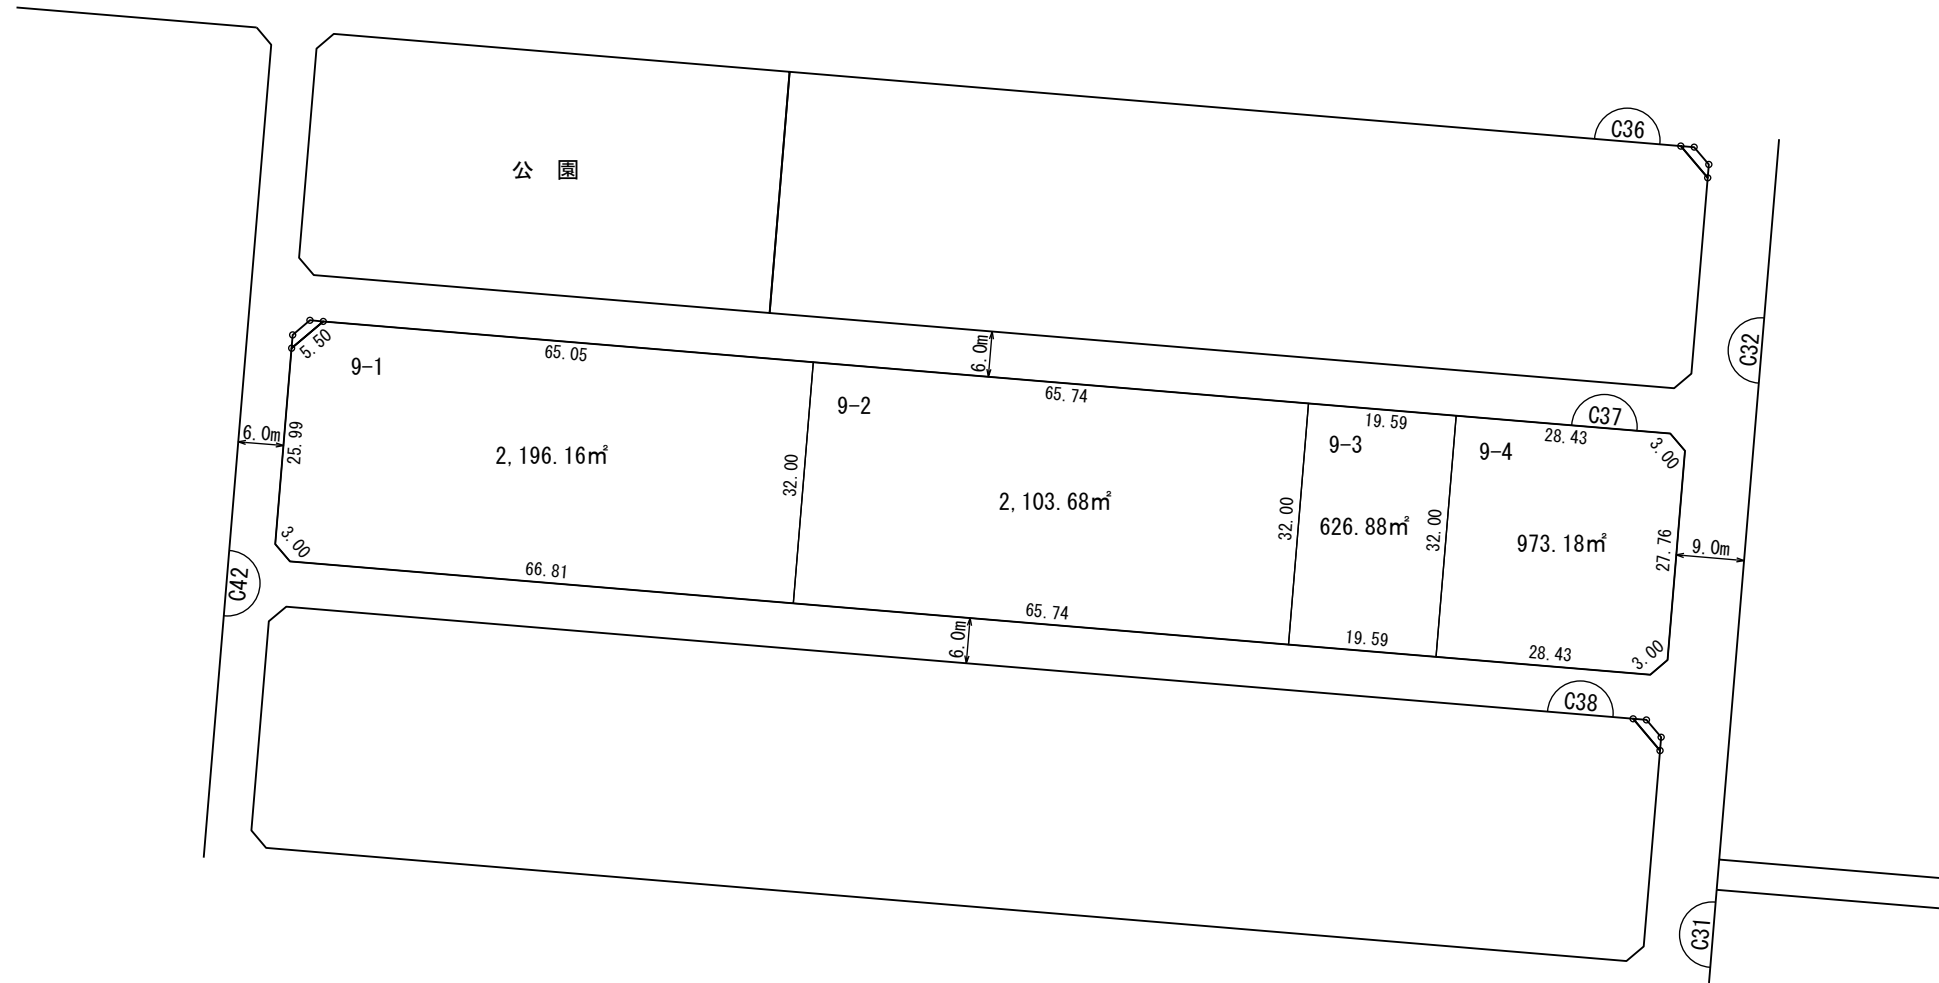 C36
公　園
C32
5.50
65.05
9-1
6.0m
65.74
9-2
19.59
C37
28.43
3.00
9-3
9-4
6.0m
25.99
2,196.16㎡
32.00
2,103.68㎡
32.00
626.88㎡
32.00
973.18㎡
27.76
9.0m
3.00
C42
66.81
65.74
6.0m
19.59
28.43
3.00
C38
C31